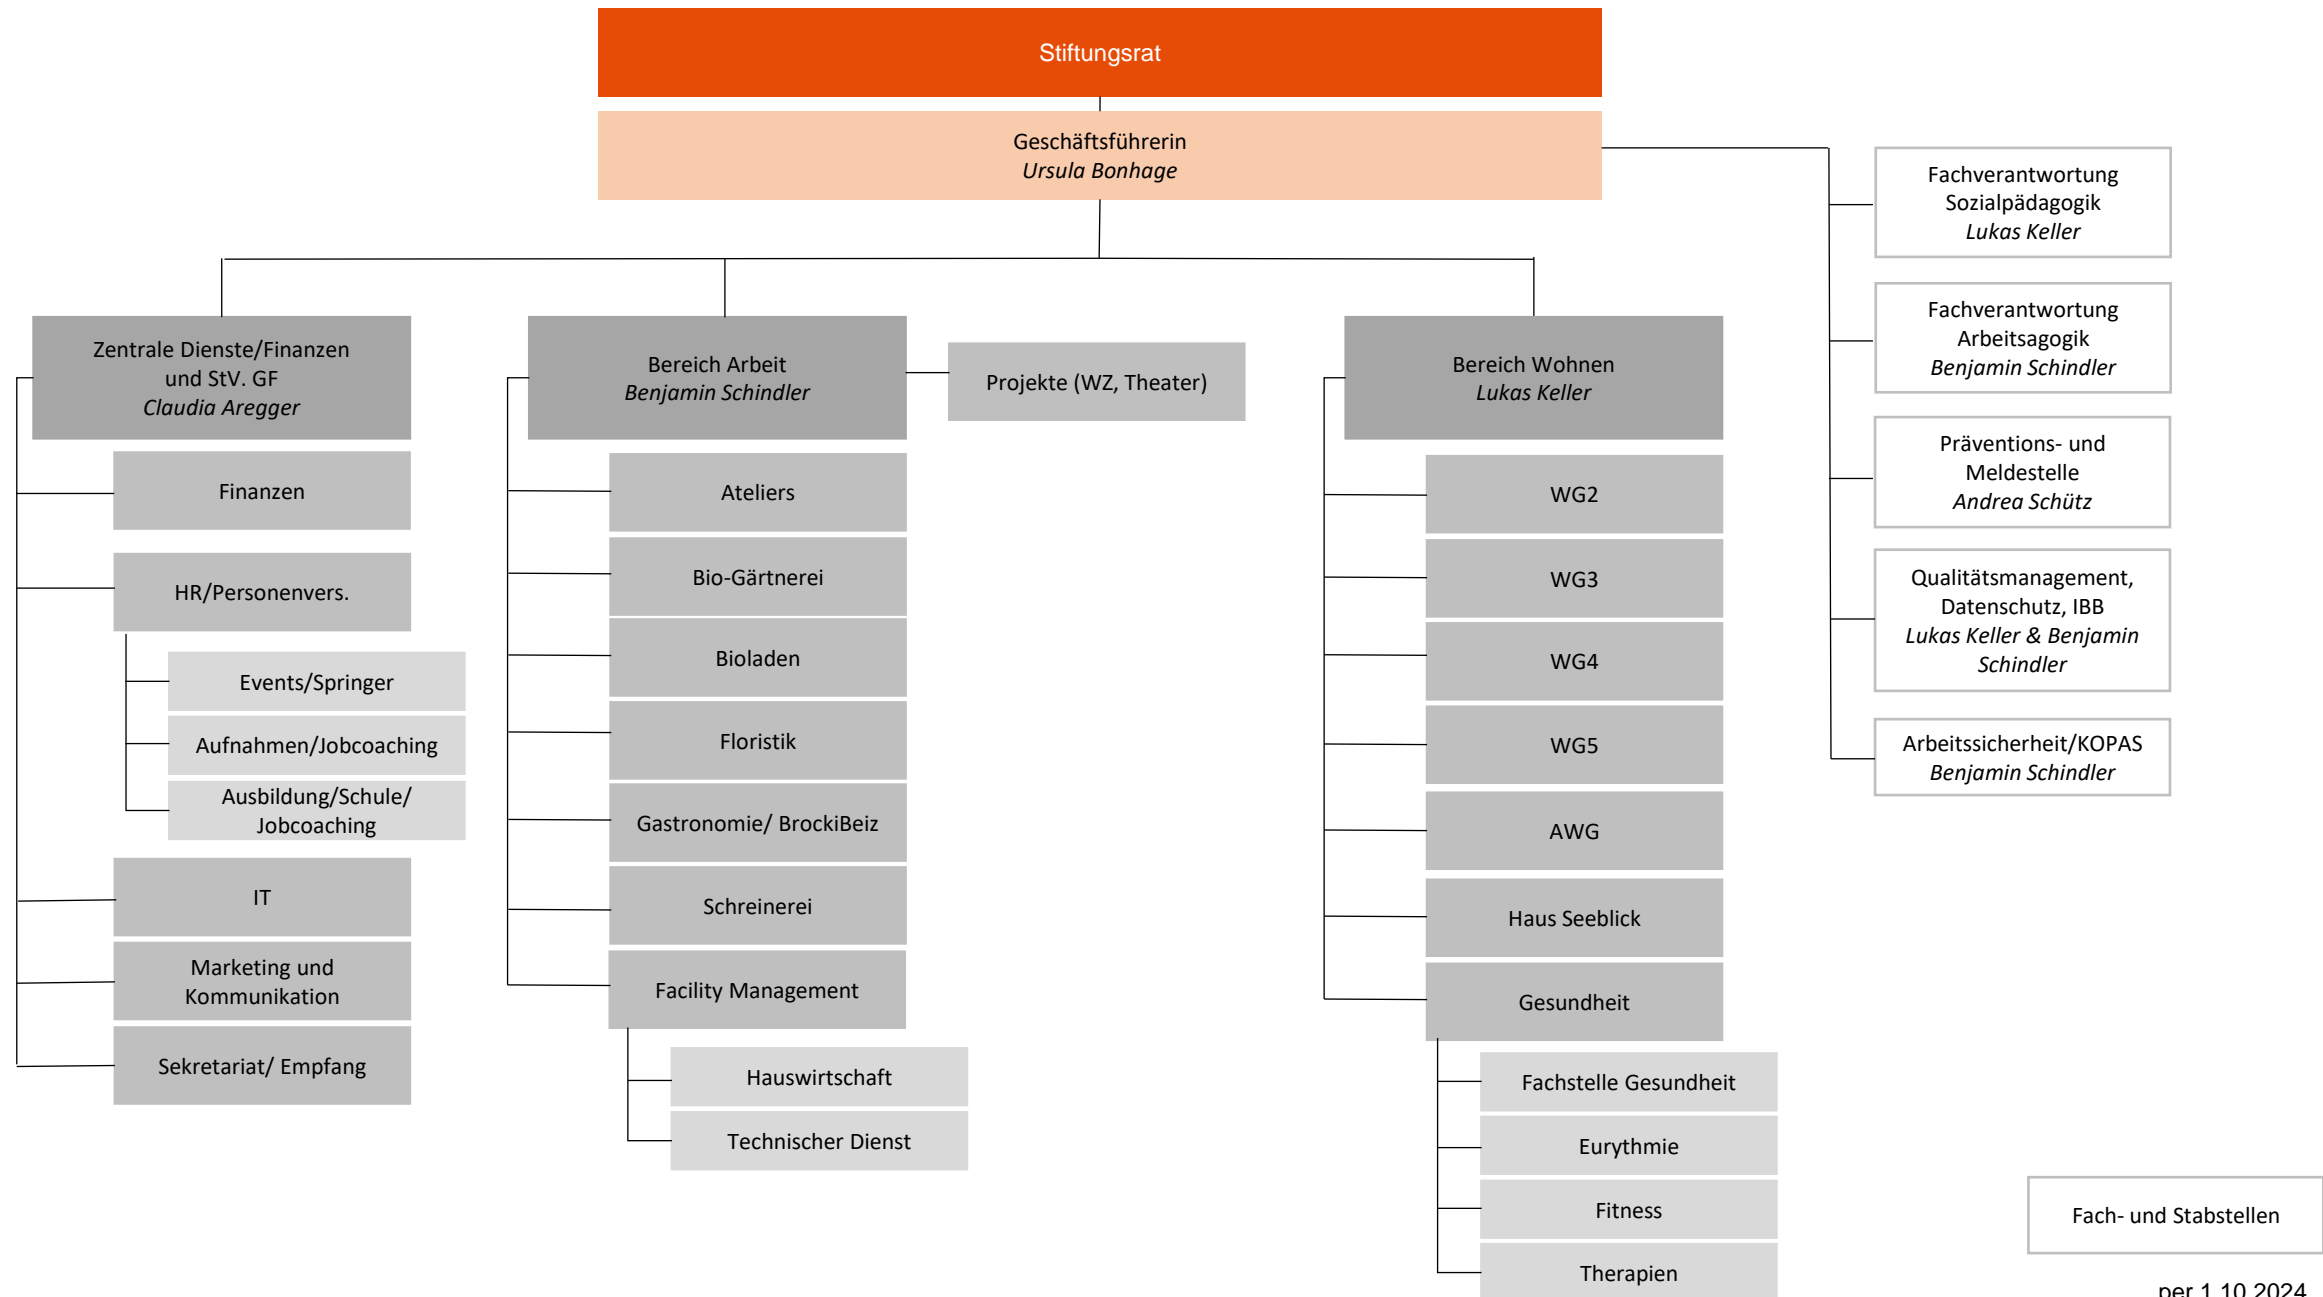 Stiftungsrat
Geschäftsführerin
Ursula Bonhage
Zentrale Dienste/Finanzen
und StV. GF
Claudia Aregger
Finanzen
HR/Personenvers.
Events/Springer
Aufnahmen/Jobcoaching
Ausbildung/Schule/
Jobcoaching
IT
Marketing und
Kommunikation
Sekretariat/ Empfang
Bereich Arbeit
Benjamin Schindler
Projekte (WZ, Theater)
Ateliers
Bio-Gärtnerei
Bioladen
Floristik
Gastronomie/ BrockiBeiz
Schreinerei
Facility Management
Hauswirtschaft
Technischer Dienst
Bereich Wohnen
Lukas Keller
WG2
WG3
WG4
WG5
AWG
Haus Seeblick
Gesundheit
Fachstelle Gesundheit
Eurythmie
Fitness
Therapien
Fachverantwortung
Sozialpädagogik
Lukas Keller
Fachverantwortung
Arbeitsagogik
Benjamin Schindler
Präventions- und
Meldestelle
Andrea Schütz
Qualitätsmanagement,
Datenschutz, IBB
Lukas Keller & Benjamin
Schindler
Arbeitssicherheit/KOPAS
Benjamin Schindler
Fach- und Stabstellen
per 1.10.2024